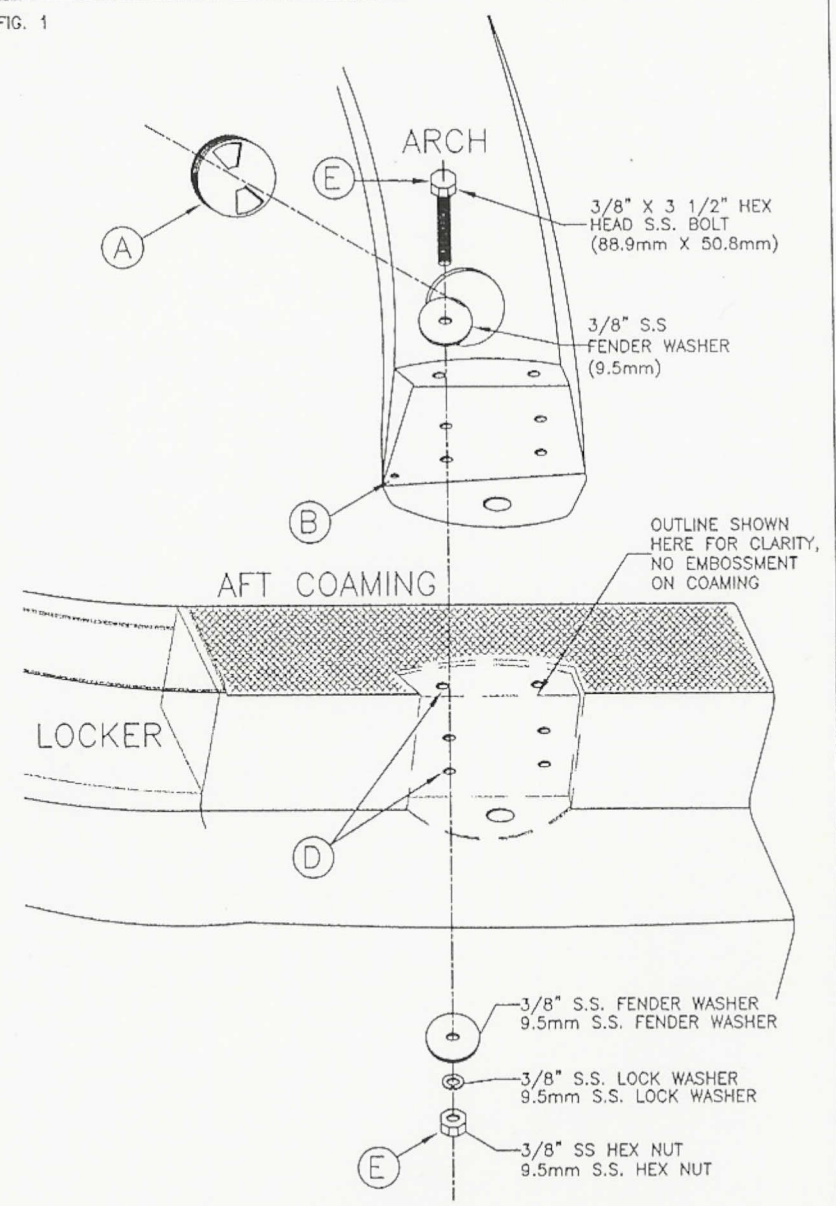 FIG. 1
ARCH
E
A
3/8" X 3 1/2" HEX
HEAD S.S. BOLT
(88.9mm X 50.8mm)
3/8" S.S
FENDER WASHER
(9.5mm)
B
OUTLINE SHOWN
HERE FOR CLARITY,
NO EMBOSSMENT
ON COAMING
AFT COAMING
LOCKER
D
3/8" S.S. FENDER WASHER
9.5mm S.S. FENDER WASHER
3/8" S.S. LOCK WASHER
9.5mm S.S. LOCK WASHER
E
3/8" SS HEX NUT
9.5mm S.S. HEX NUT